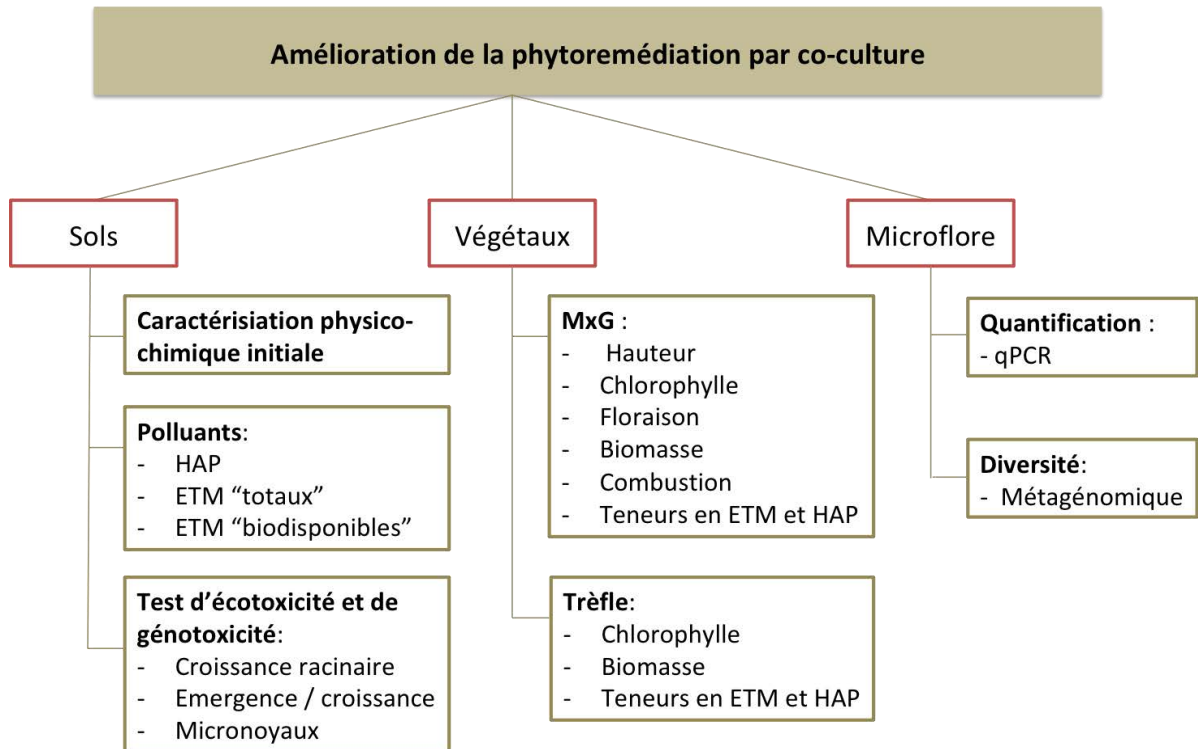 Amélioration de la phytoremédiation par co-culture
Sols
Caractérisiation physico-
chimique initiale
Polluants:
- HAP
- ETM “totaux”
- ETM “biodisponibles”
Test d’écotoxicité et de
génotoxicité:
- Croissance racinaire
- Emergence / croissance
- Micronoyaux
Végétaux
MxG :
- Hauteur
- Chlorophylle
- Floraison
- Biomasse
- Combustion
- Teneurs en ETM et HAP
Trèfle:
- Chlorophylle
- Biomasse
- Teneurs en ETM et HAP
Microflore
Quantification :
- qPCR
Diversité:
- Métagénomique